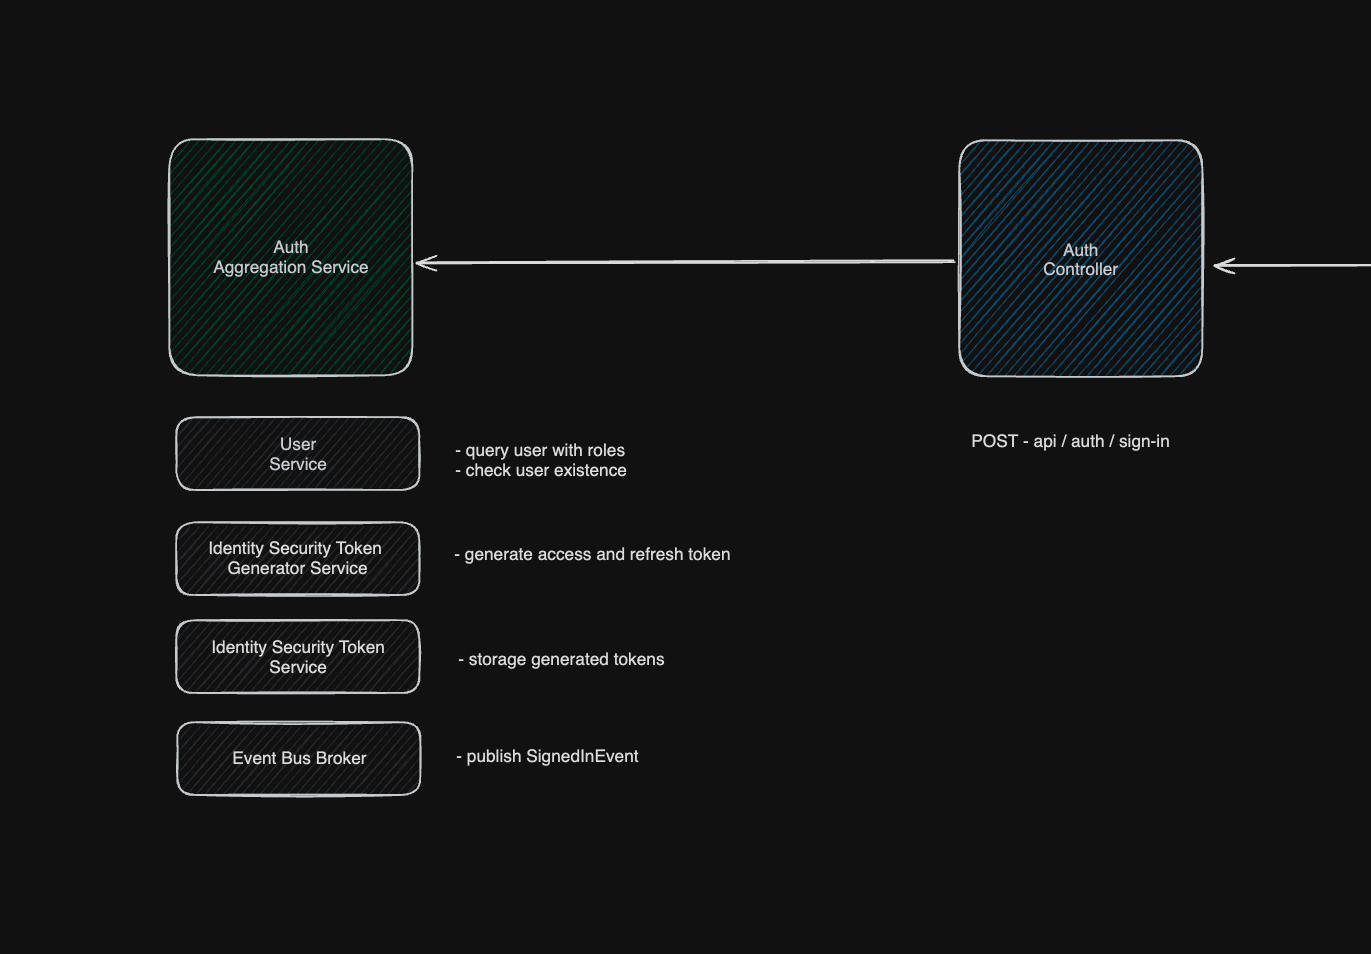 Auth
Aggregation Service
Auth
Controller
User
Service
- query user with roles
- check user existence
POST - api / auth / sign-in
Identity Security Token
Generator Service
- generate access and refresh token
Identity Security Token
Service
- storage generated tokens
Event Bus Broker
- publish SignedInEvent